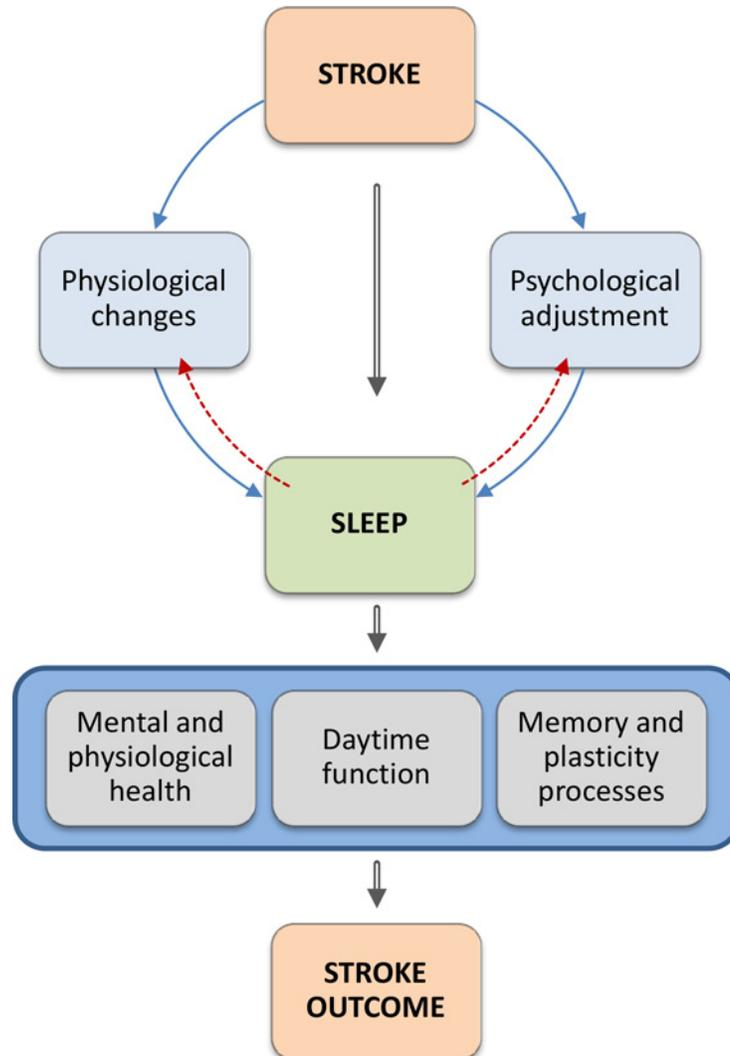 STROKE
Physiological
changes
Psychological
adjustment
SLEEP
Mental and
physiological
health
Daytime
function
Memory and
plasticity
processes
STROKE
OUTCOME